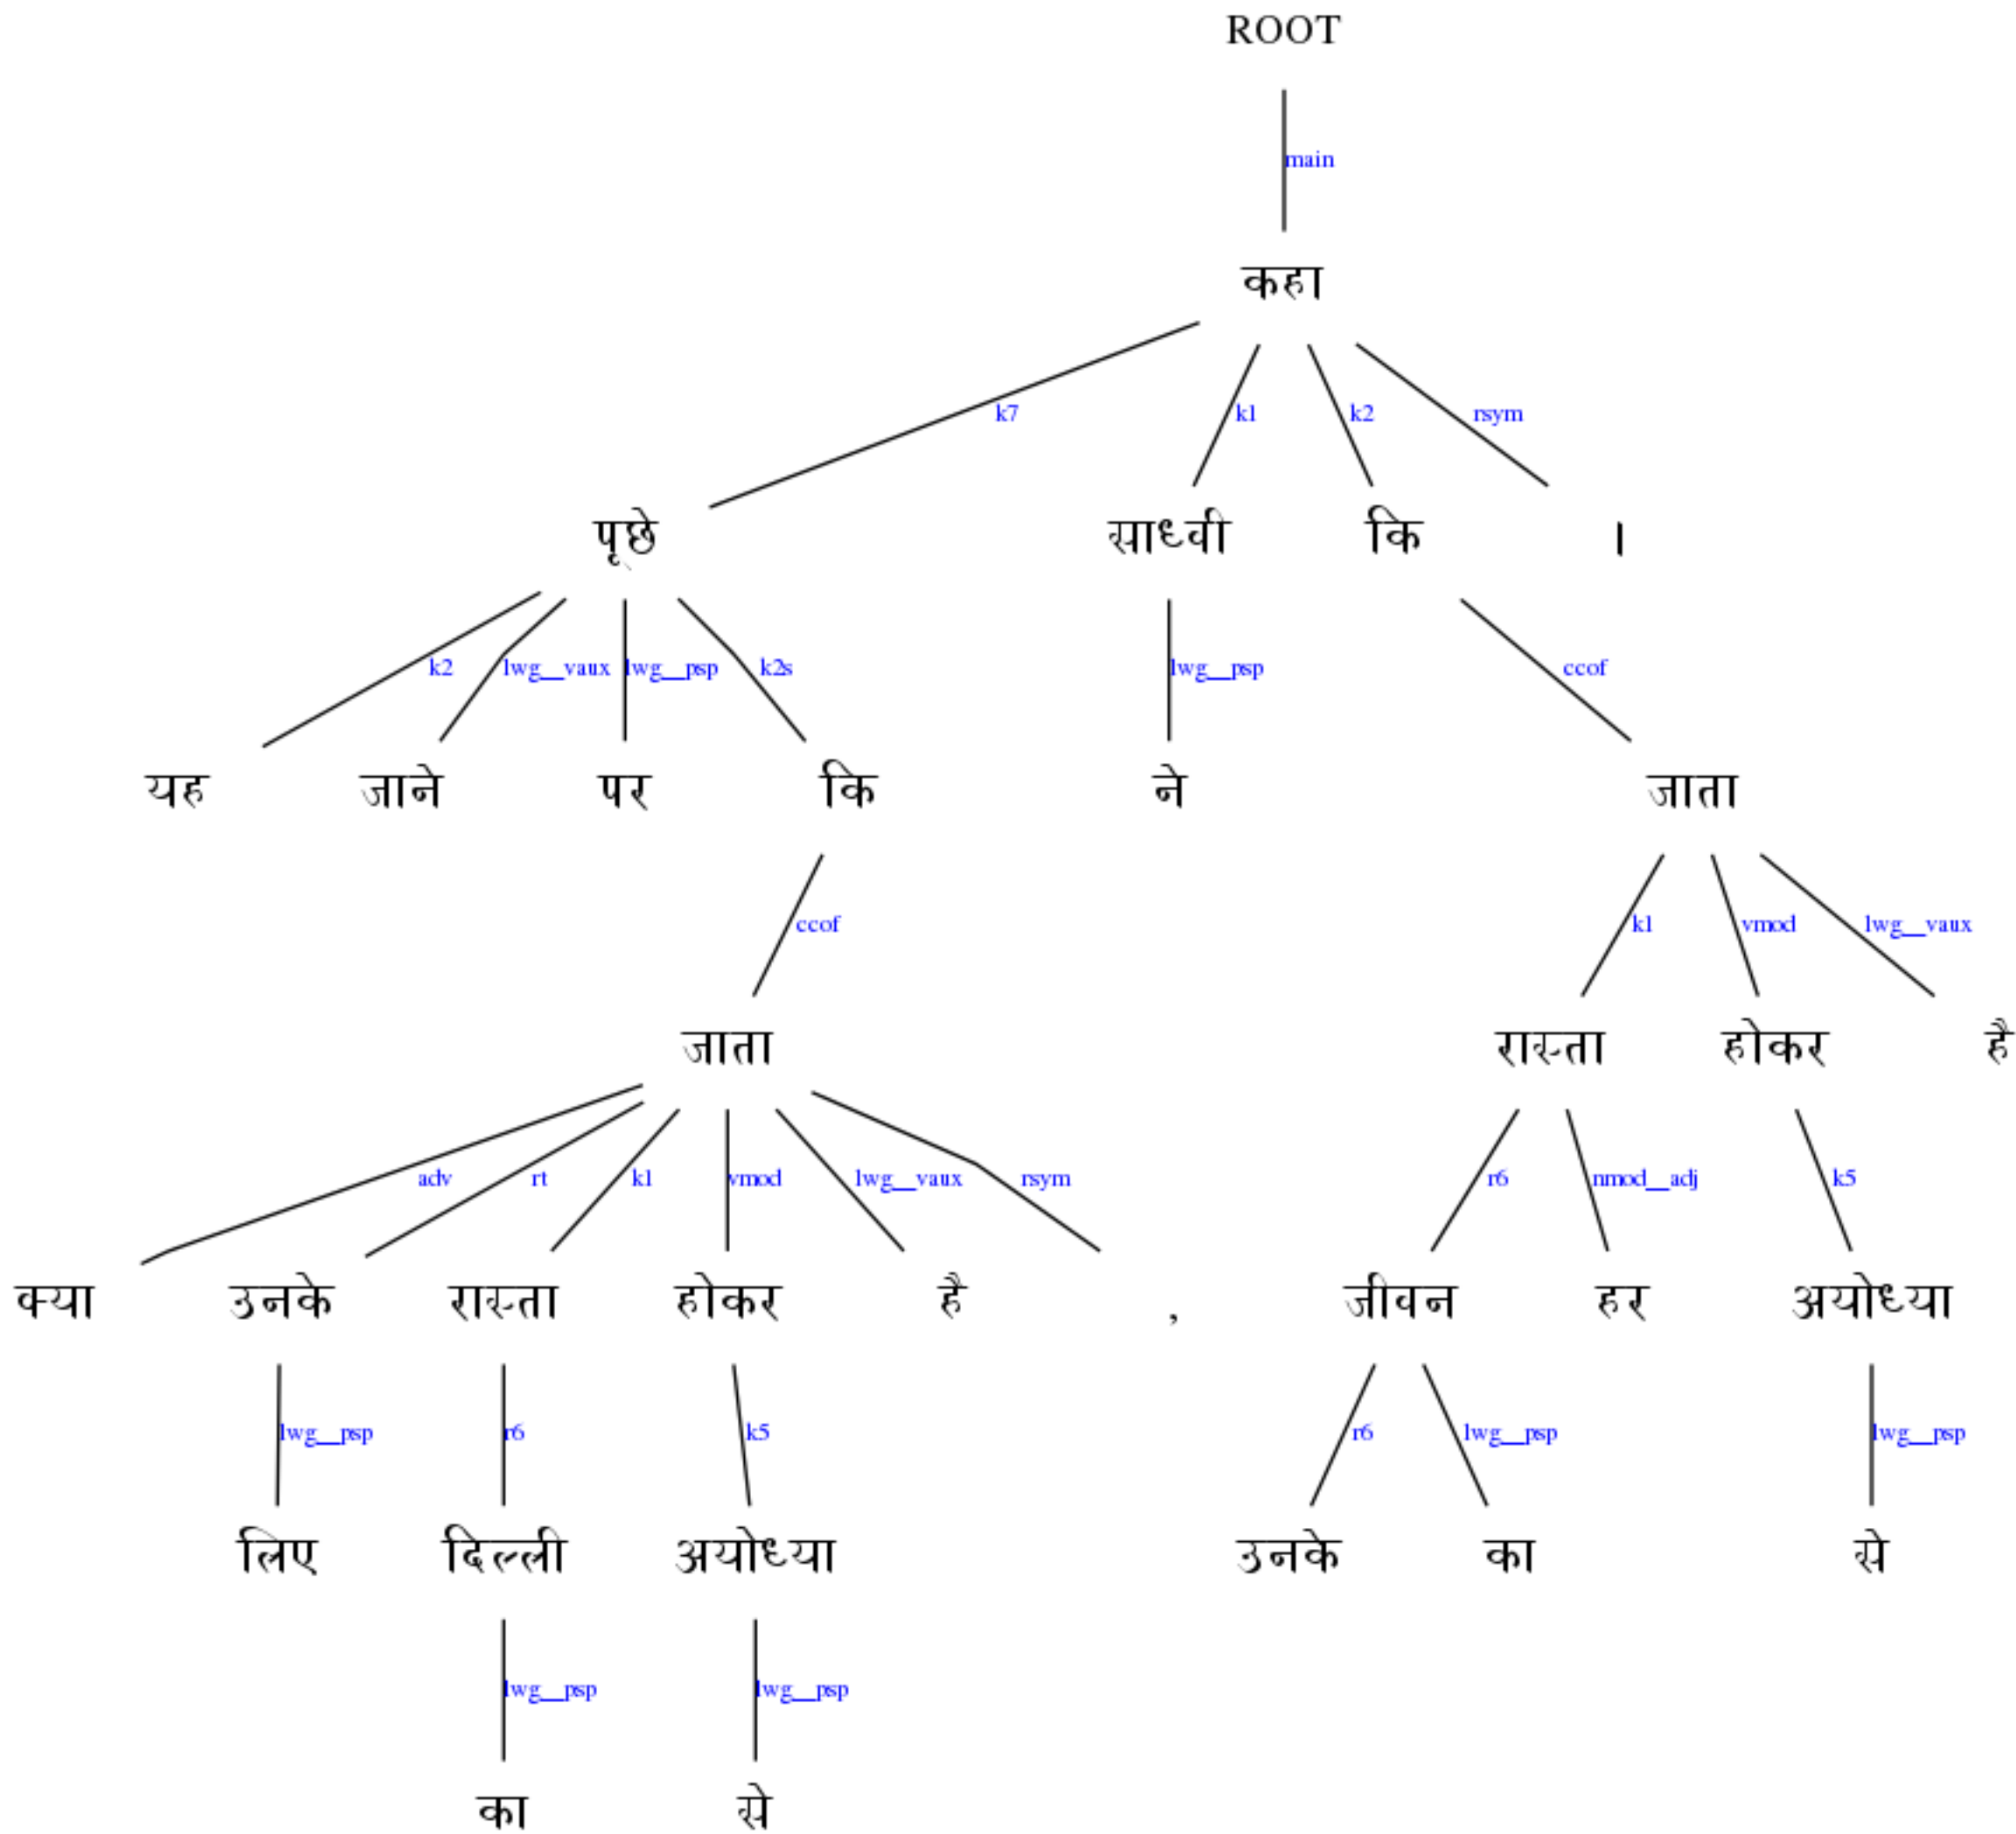 ROOT
main
कहा
k7 k1 k2 rsym
पूछे साध्वी कि ।
k2 lwg__vaux lwg__psp k2s lwg__psp ccof
यह जाने पर कि ने जाता
ccof k1 vmod lwg__vaux
जाता रास्ता होकर है
adv rt k1 vmod lwg__vaux rsym r6 nmod__adj k5
क्या उनके रास्ता होकर है , जीवन हर अयोध्या
lwg__psp r6 k5 r6 lwg__psp lwg__psp
लिए दिल्ली अयोध्या उनके का से
lwg__psp lwg__psp
का से